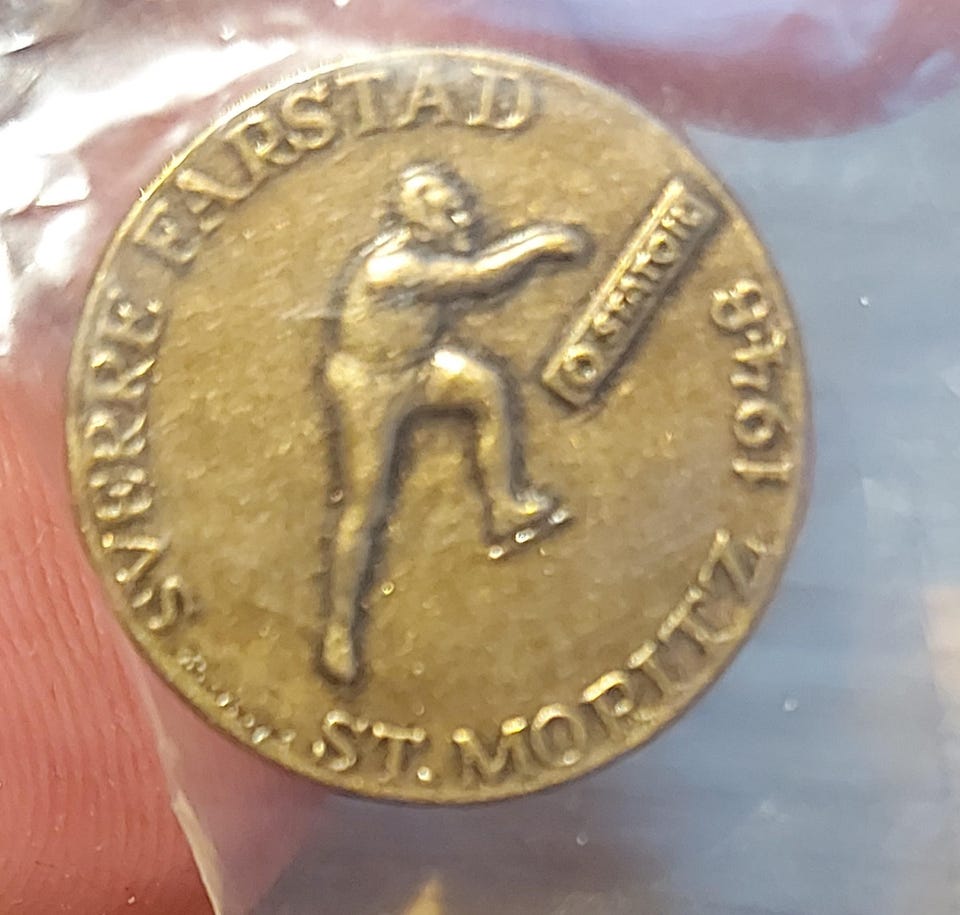 SVERRE FARSTAD
STATOIL
ST. MORITZ 1948